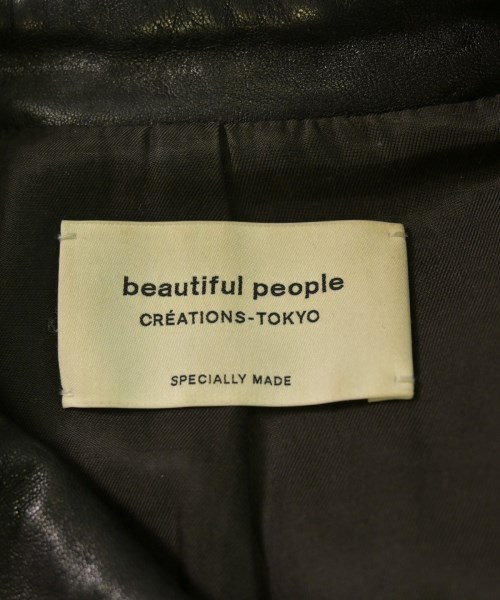 beautiful people
CRÉATIONS-TOKYO
SPECIALLY MADE